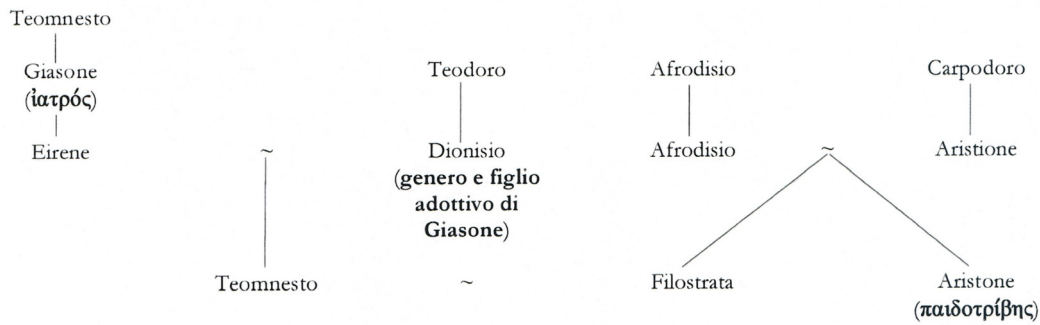 Teomnesto
Giasone Teodoro Afrodisio Carpodoro
(ἰατρός)
Eirene ~ Dionisio Afrodisio ~ Aristione
(genero e figlio
adottivo di
Giasone)
Teomnesto ~ Filostrata Aristone
(παιδοτρίβης)